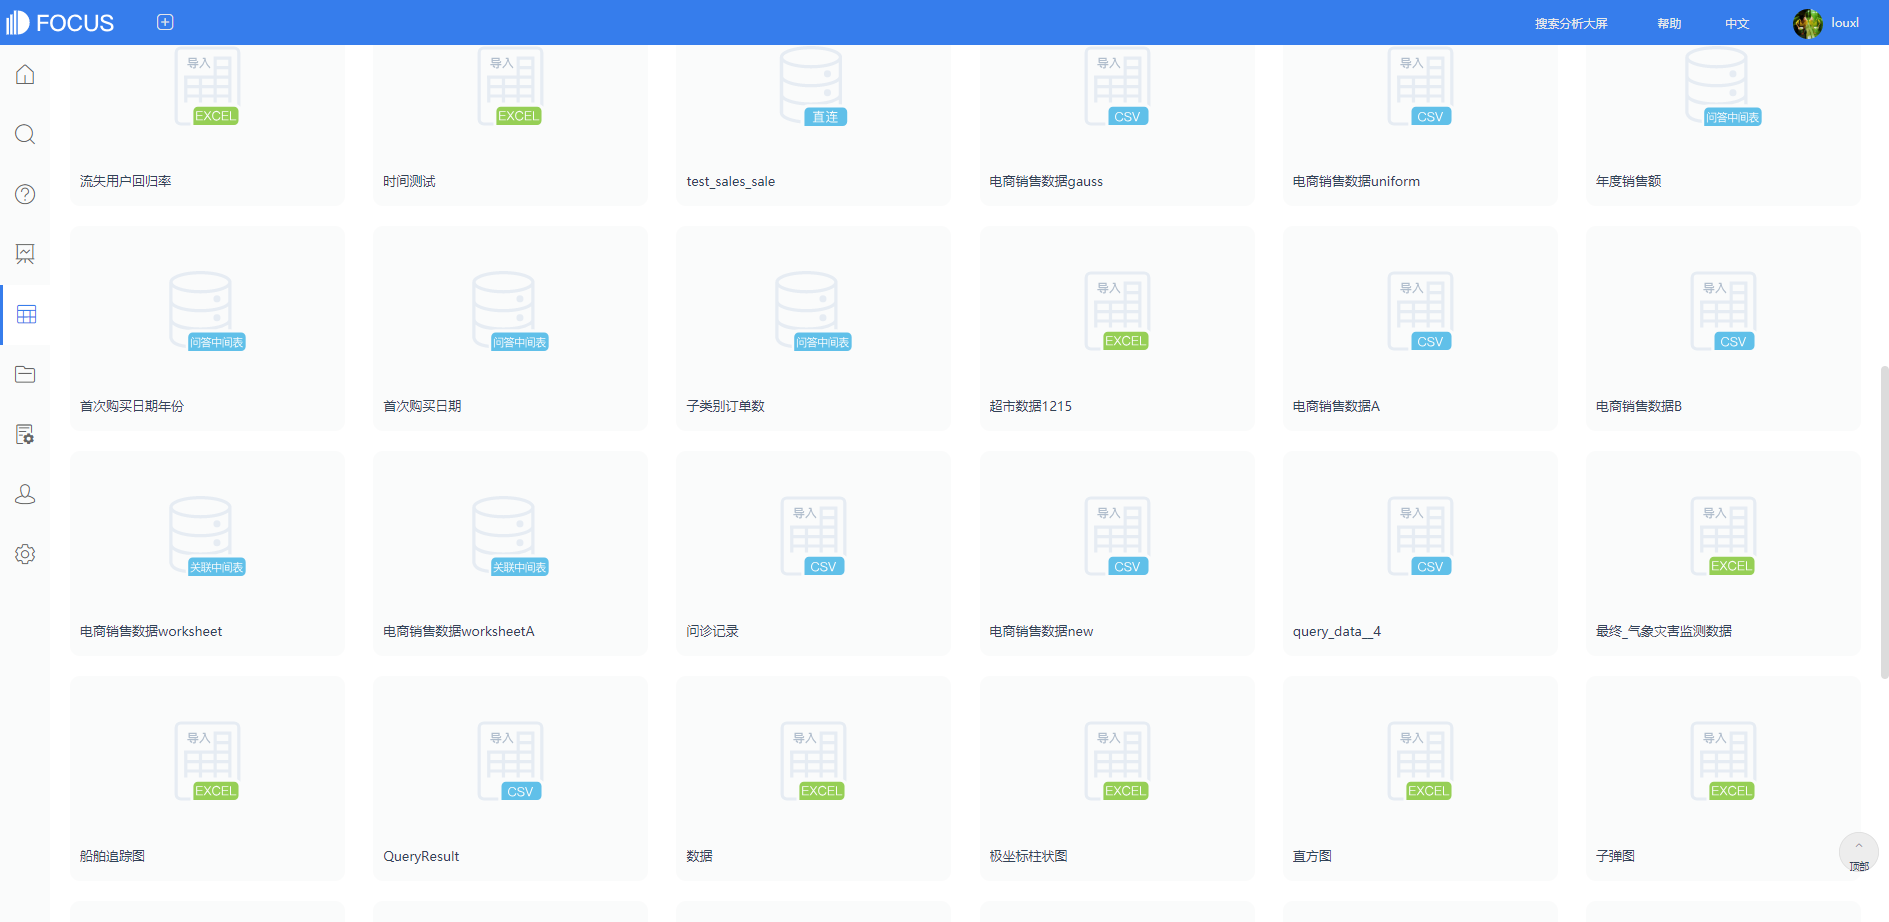 FOCUS
搜索分析大屏
帮助
中文
louxl
导入
EXCEL
导入
EXCEL
直连
导入
CSV
导入
CSV
问答中间表
流失用户回归率
时间测试
test_sales_sale
电商销售数据gauss
电商销售数据uniform
年度销售额
问答中间表
问答中间表
问答中间表
导入
EXCEL
导入
CSV
导入
CSV
首次购买日期年份
首次购买日期
子类别订单数
超市数据1215
电商销售数据A
电商销售数据B
关联中间表
关联中间表
导入
CSV
导入
CSV
导入
CSV
导入
EXCEL
电商销售数据worksheet
电商销售数据worksheetA
问诊记录
电商销售数据new
query_data__4
最终_气象灾害监测数据
导入
EXCEL
导入
CSV
导入
EXCEL
导入
EXCEL
导入
EXCEL
导入
EXCEL
船舶追踪图
QueryResult
数据
极坐标柱状图
直方图
子弹图
顶部